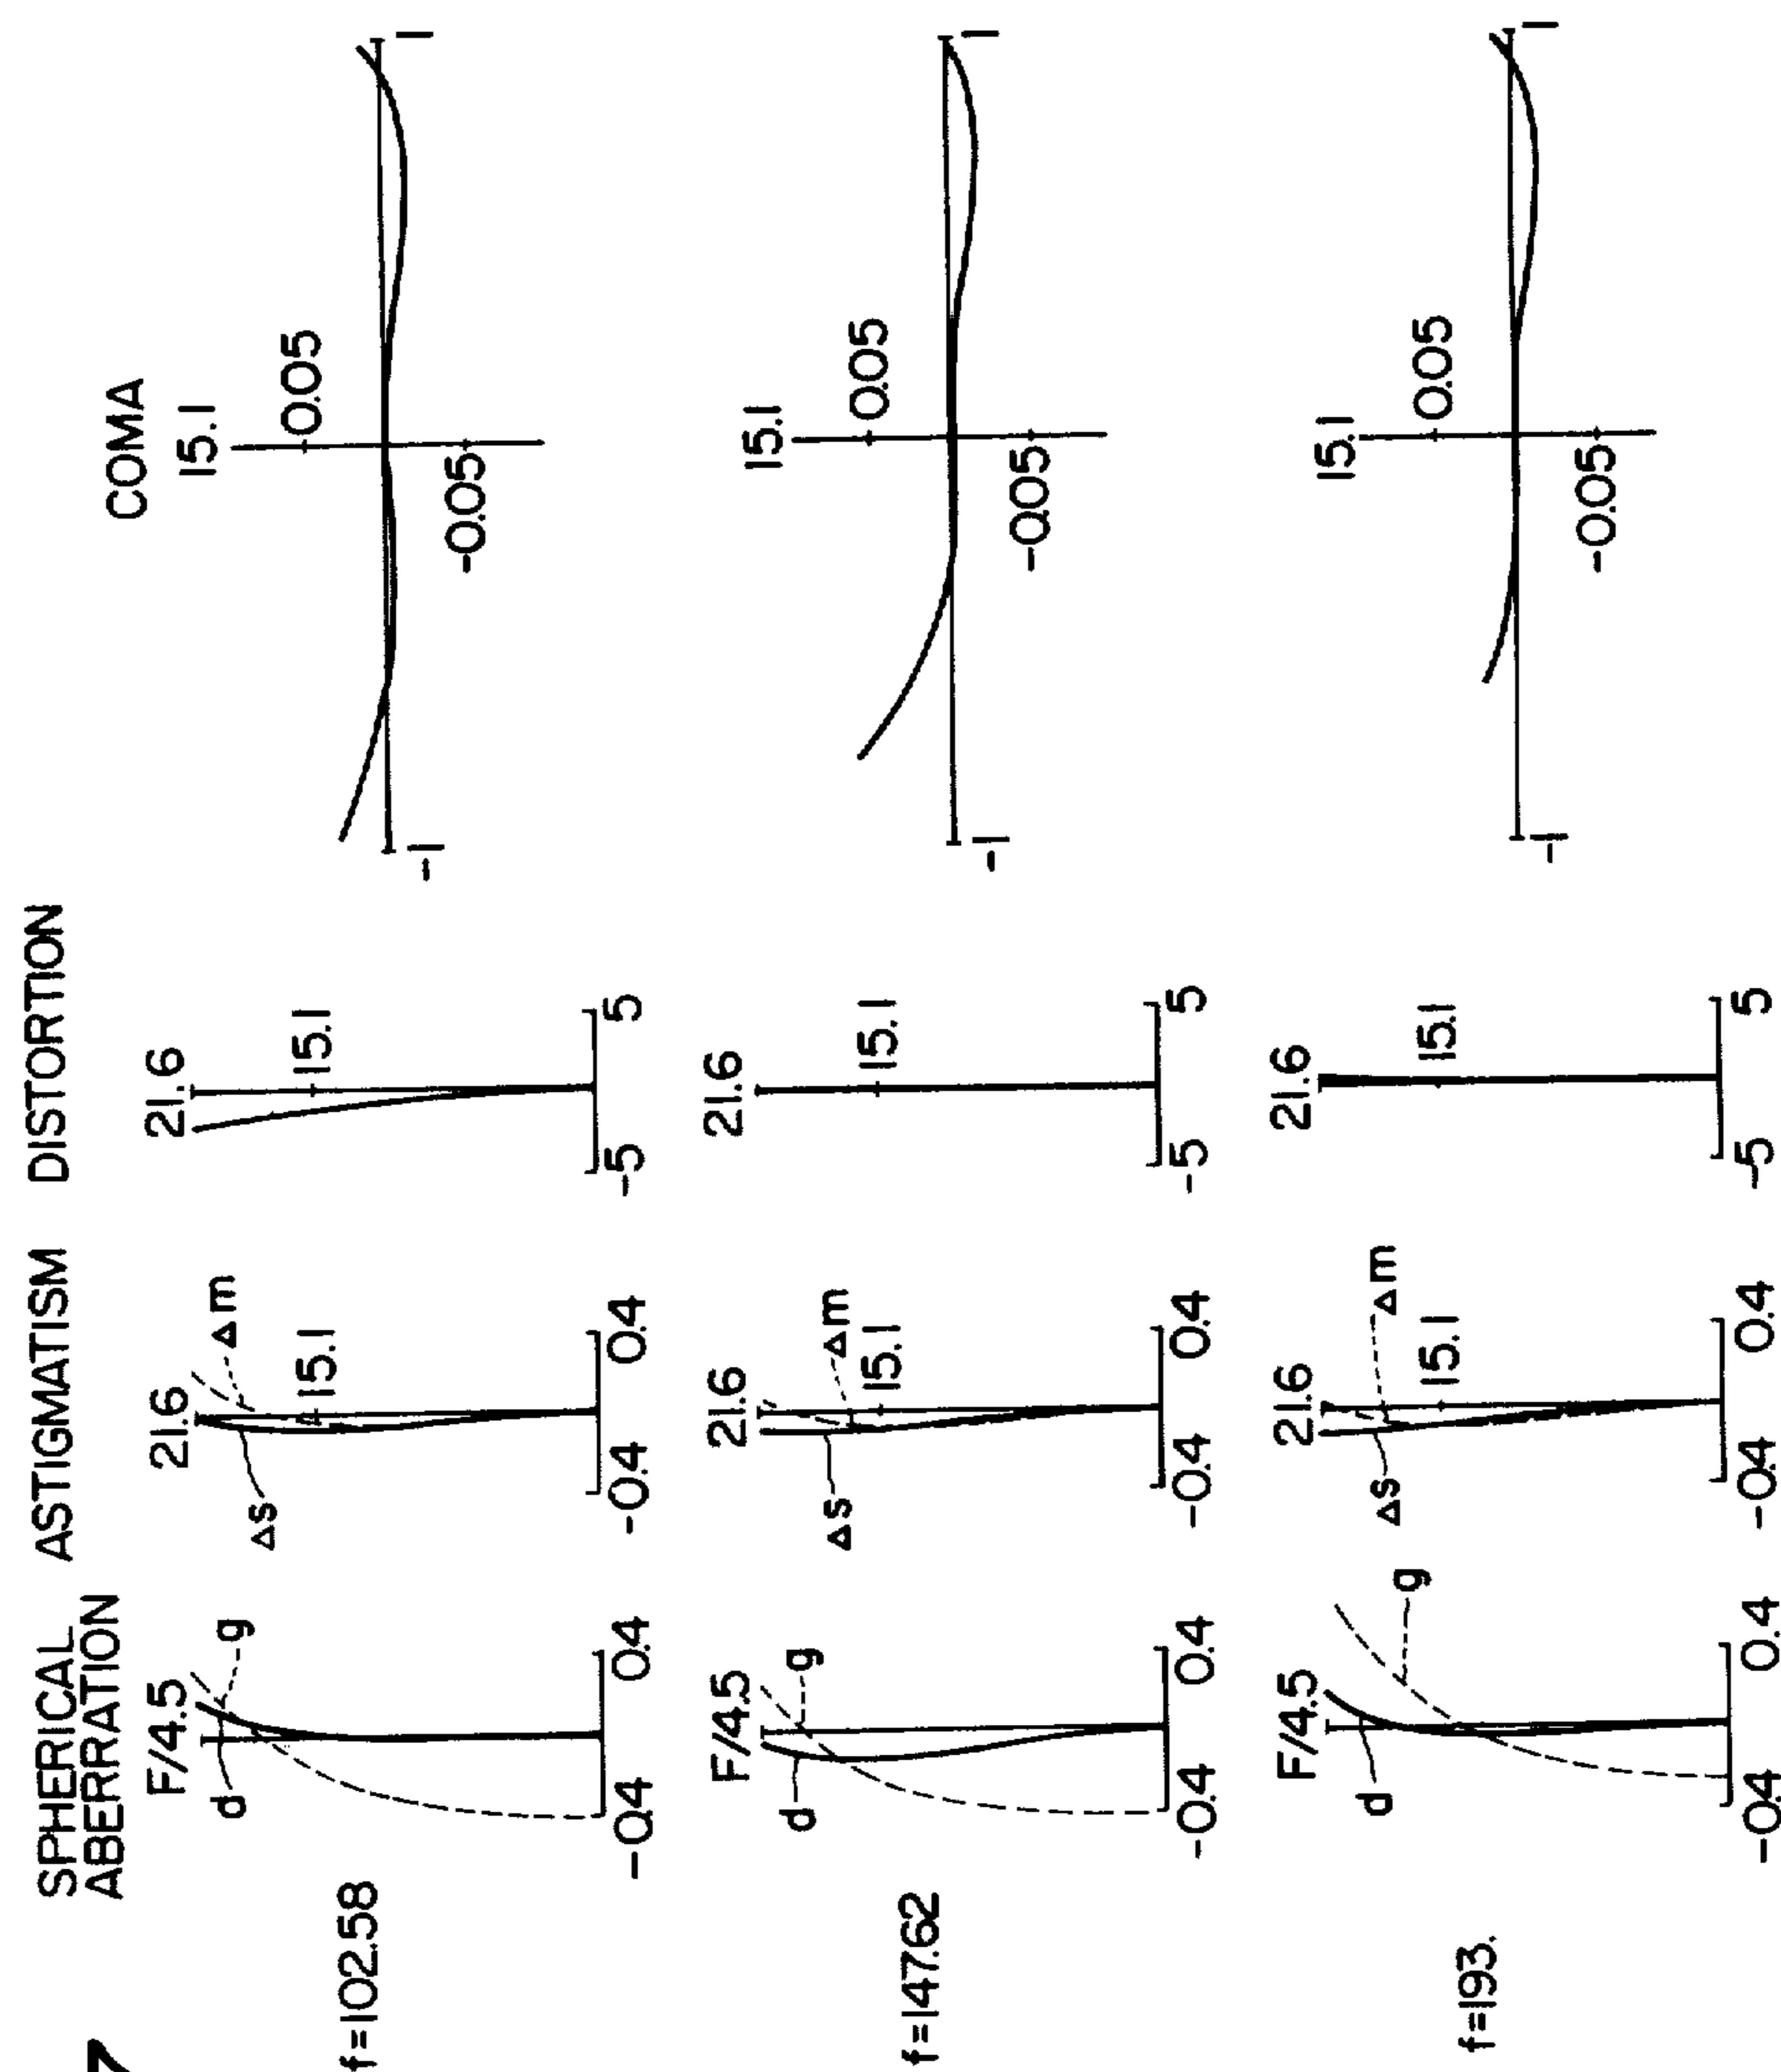 7
SPHERICAL ABERRATION
ASTIGMATISM
DISTORTION
COMA
f=102.58
F/4.5
d
g
-0.4
0.4
21.6
Δs
Δm
15.1
-0.4
0.4
21.6
15.1
-5
5
15.1
0.05
-0.05
-1
1
f=147.62
F/4.5
d
g
-0.4
0.4
21.6
Δs
Δm
15.1
-0.4
0.4
21.6
15.1
-5
5
15.1
0.05
-0.05
-1
1
f=193.
F/4.5
d
g
-0.4
0.4
21.6
Δs
Δm
15.1
-0.4
0.4
21.6
15.1
-5
5
15.1
0.05
-0.05
-1
1